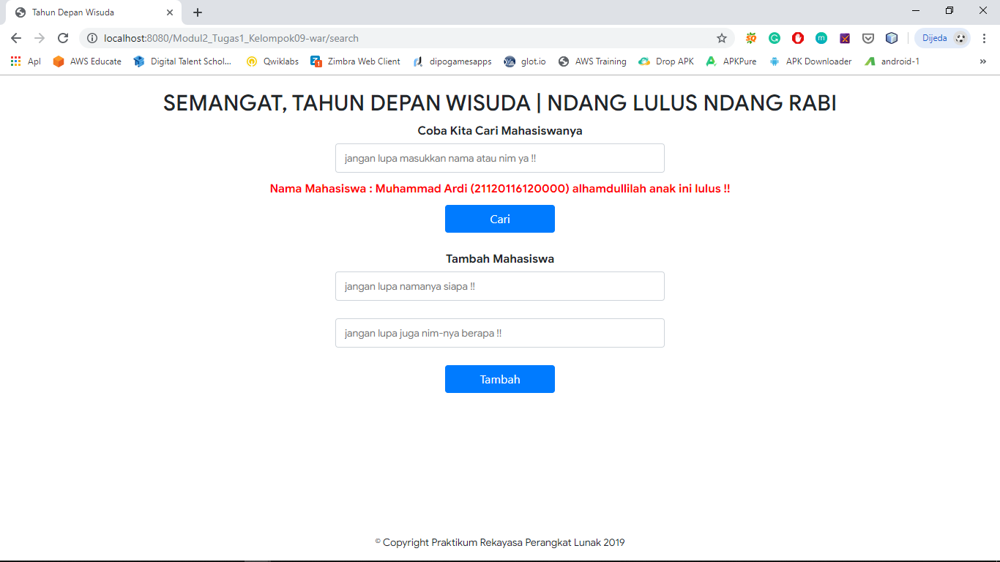 Tahun Depan Wisuda
localhost:8080/Modul2_Tugas1_Kelompok09-war/search
Dijeda
Apl AWS Educate Digital Talent Schol... Qwiklabs Zimbra Web Client dipogamesapps glot.io AWS Training Drop APK APKPure APK Downloader android-1 »
SEMANGAT, TAHUN DEPAN WISUDA | NDANG LULUS NDANG RABI
Coba Kita Cari Mahasiswanya
jangan lupa masukkan nama atau nim ya !!
Nama Mahasiswa : Muhammad Ardi (21120116120000) alhamdullilah anak ini lulus !!
Cari
Tambah Mahasiswa
jangan lupa namanya siapa !!
jangan lupa juga nim-nya berapa !!
Tambah
© Copyright Praktikum Rekayasa Perangkat Lunak 2019